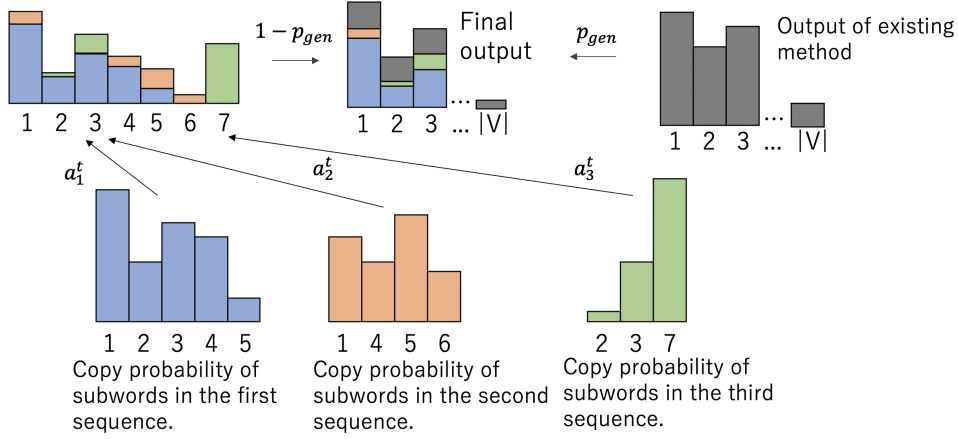 1 2 3 4 5 6 7
1 − p_gen
Final
output
1 2 3 ... |V|
...
p_gen
Output of existing
method
1 2 3 ... |V|
...
a_1^t
a_2^t
a_3^t
1 2 3 4 5
Copy probability of
subwords in the first
sequence.
1 4 5 6
Copy probability of
subwords in the second
sequence.
2 3 7
Copy probability of
subwords in the third
sequence.